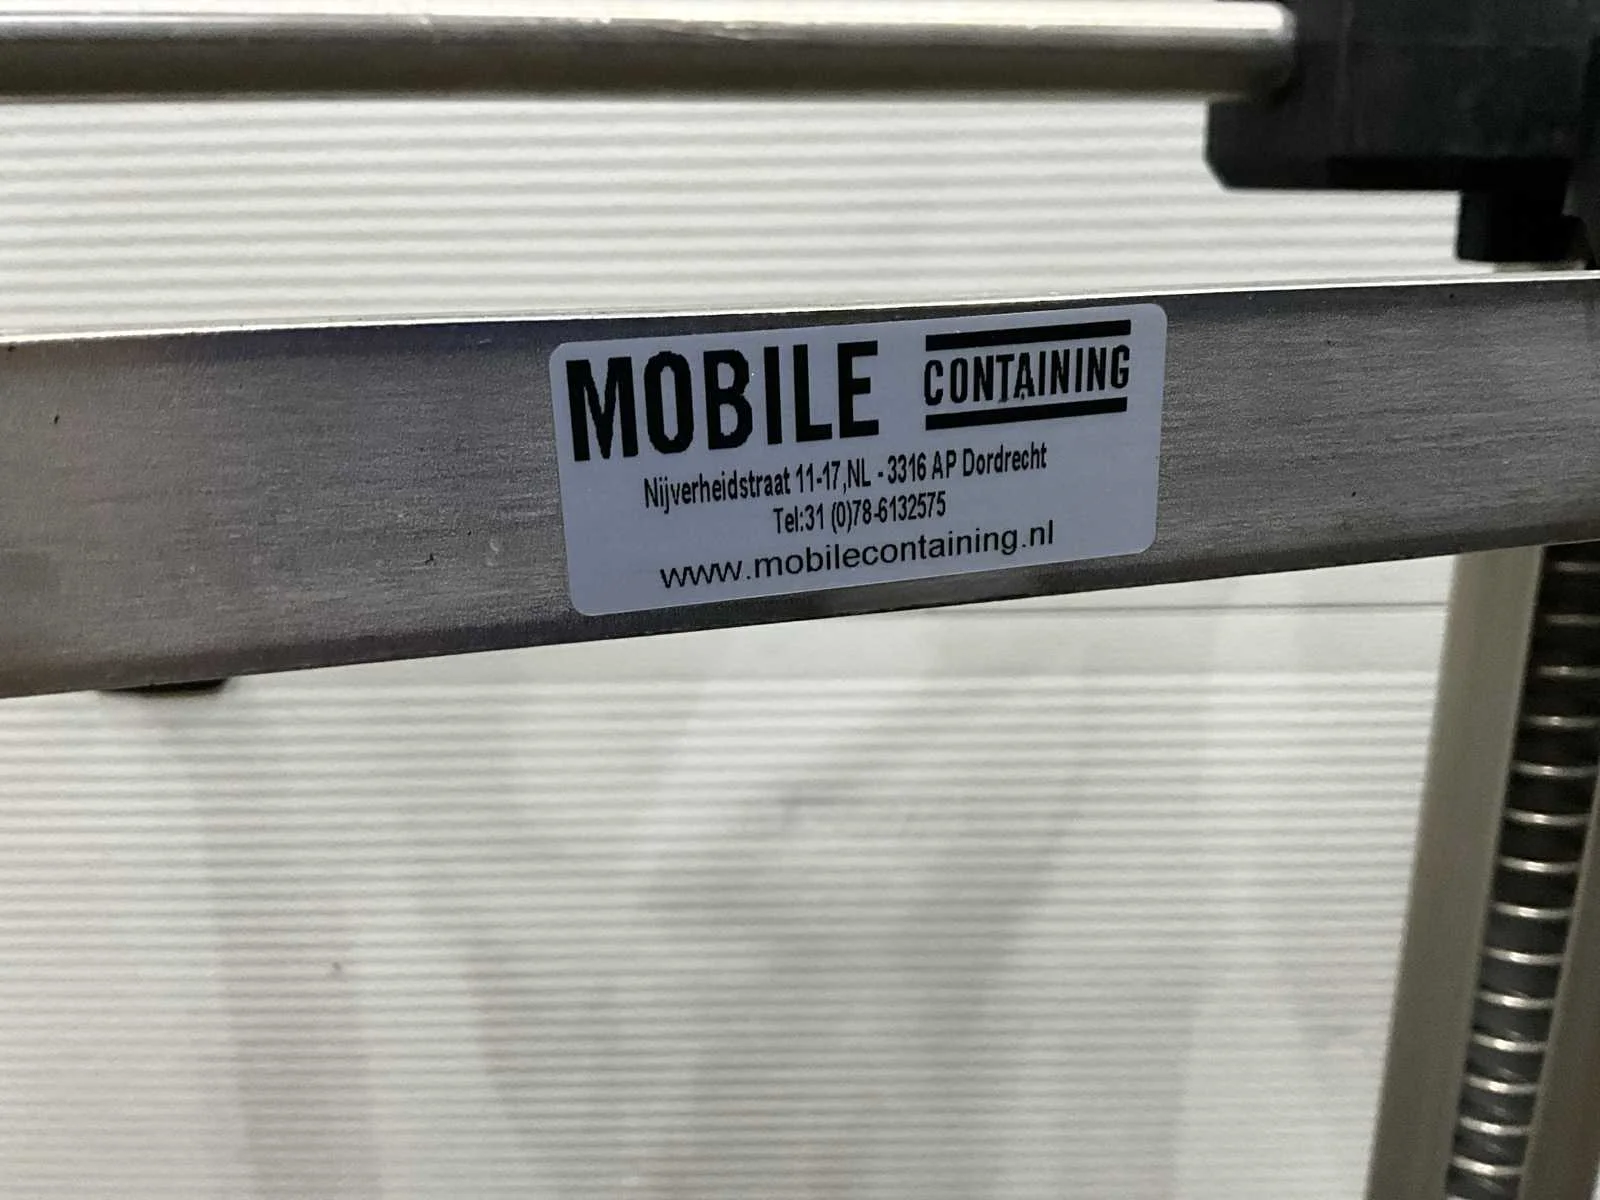 MOBILE CONTAINING
Nijverheidstraat 11-17,NL - 3316 AP Dordrecht
Tel:31 (0)78-6132575
www.mobilecontaining.nl